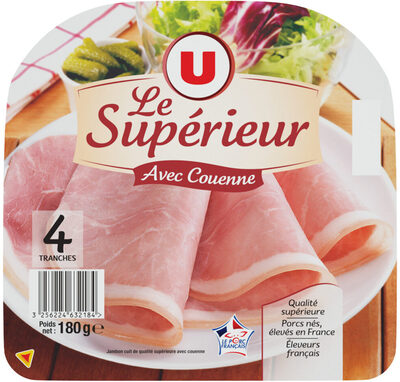 U
Le
Supérieur
Avec Couenne
4
TRANCHES
3 256224 632184 >
Poids
net : 180g e
LE PORC
FRANÇAIS
Jambon cuit de qualité supérieure avec couenne
Qualité
supérieure
Porcs nés,
élevés en France
Éleveurs
français